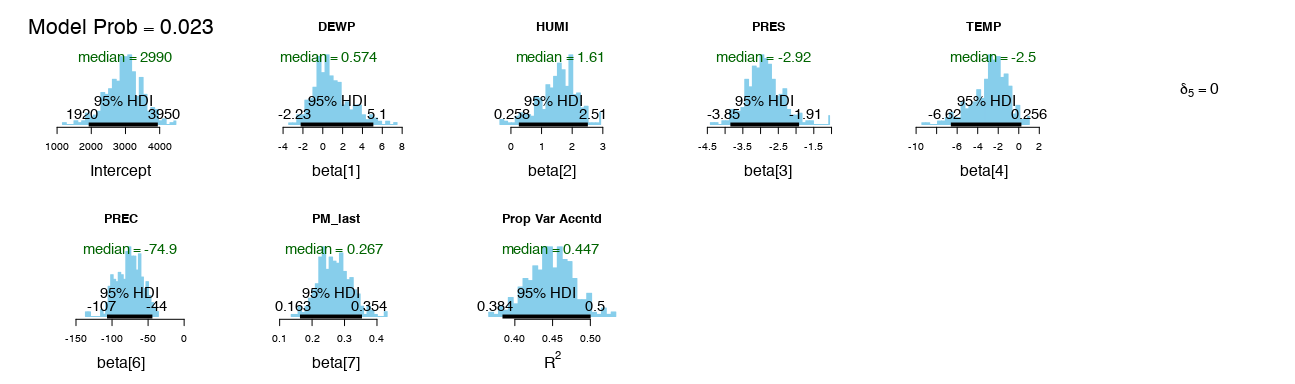 Model Prob = 0.023
DEWP
HUMI
PRES
TEMP
median = 2990
median = 0.574
median = 1.61
median = -2.92
median = -2.5
δ5 = 0
95% HDI
95% HDI
95% HDI
95% HDI
95% HDI
1920 3950
-2.23 5.1
0.258 2.51
-3.85 -1.91
-6.62 0.256
1000 2000 3000 4000
-4 -2 0 2 4 6 8
0 1 2 3
-4.5 -3.5 -2.5 -1.5
-10 -6 -4 -2 0 2
Intercept
beta[1]
beta[2]
beta[3]
beta[4]
PREC
PM_last
Prop Var Accntd
median = -74.9
median = 0.267
median = 0.447
95% HDI
95% HDI
95% HDI
-107 -44
0.163 0.354
0.384 0.5
-150 -100 -50 0
0.1 0.2 0.3 0.4
0.40 0.45 0.50
beta[6]
beta[7]
R2